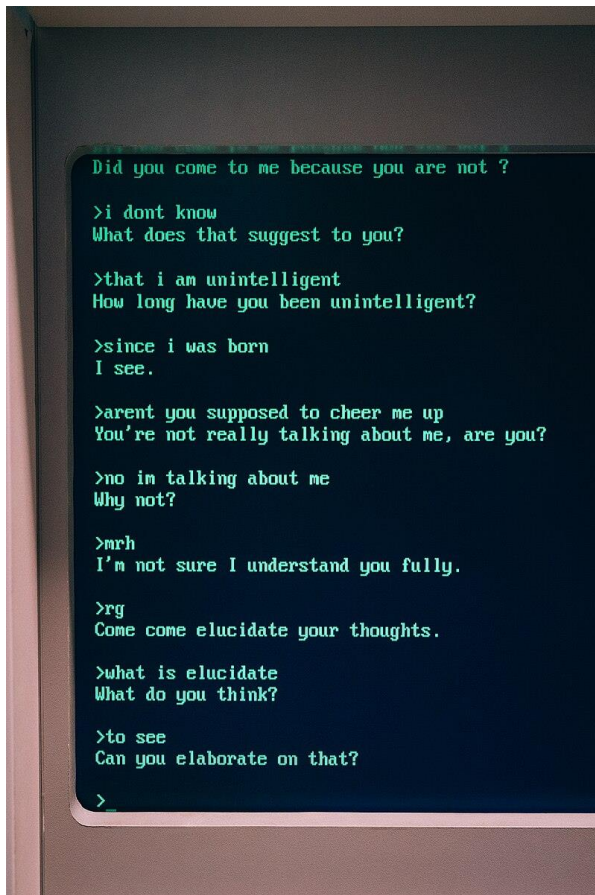 Did you come to me because you are not ?
>i dont know
What does that suggest to you?
>that i am unintelligent
How long have you been unintelligent?
>since i was born
I see.
>arent you supposed to cheer me up
You're not really talking about me, are you?
>no im talking about me
Why not?
>mrh
I'm not sure I understand you fully.
>rg
Come come elucidate your thoughts.
>what is elucidate
What do you think?
>to see
Can you elaborate on that?
>_